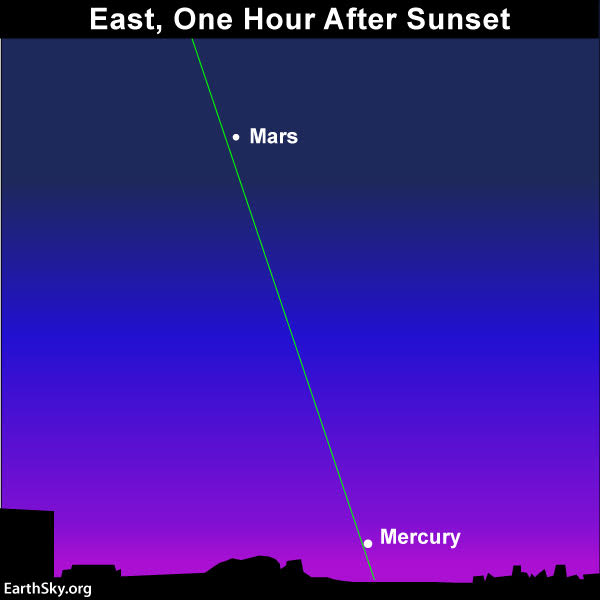 East, One Hour After Sunset
Mars
Mercury
EarthSky.org